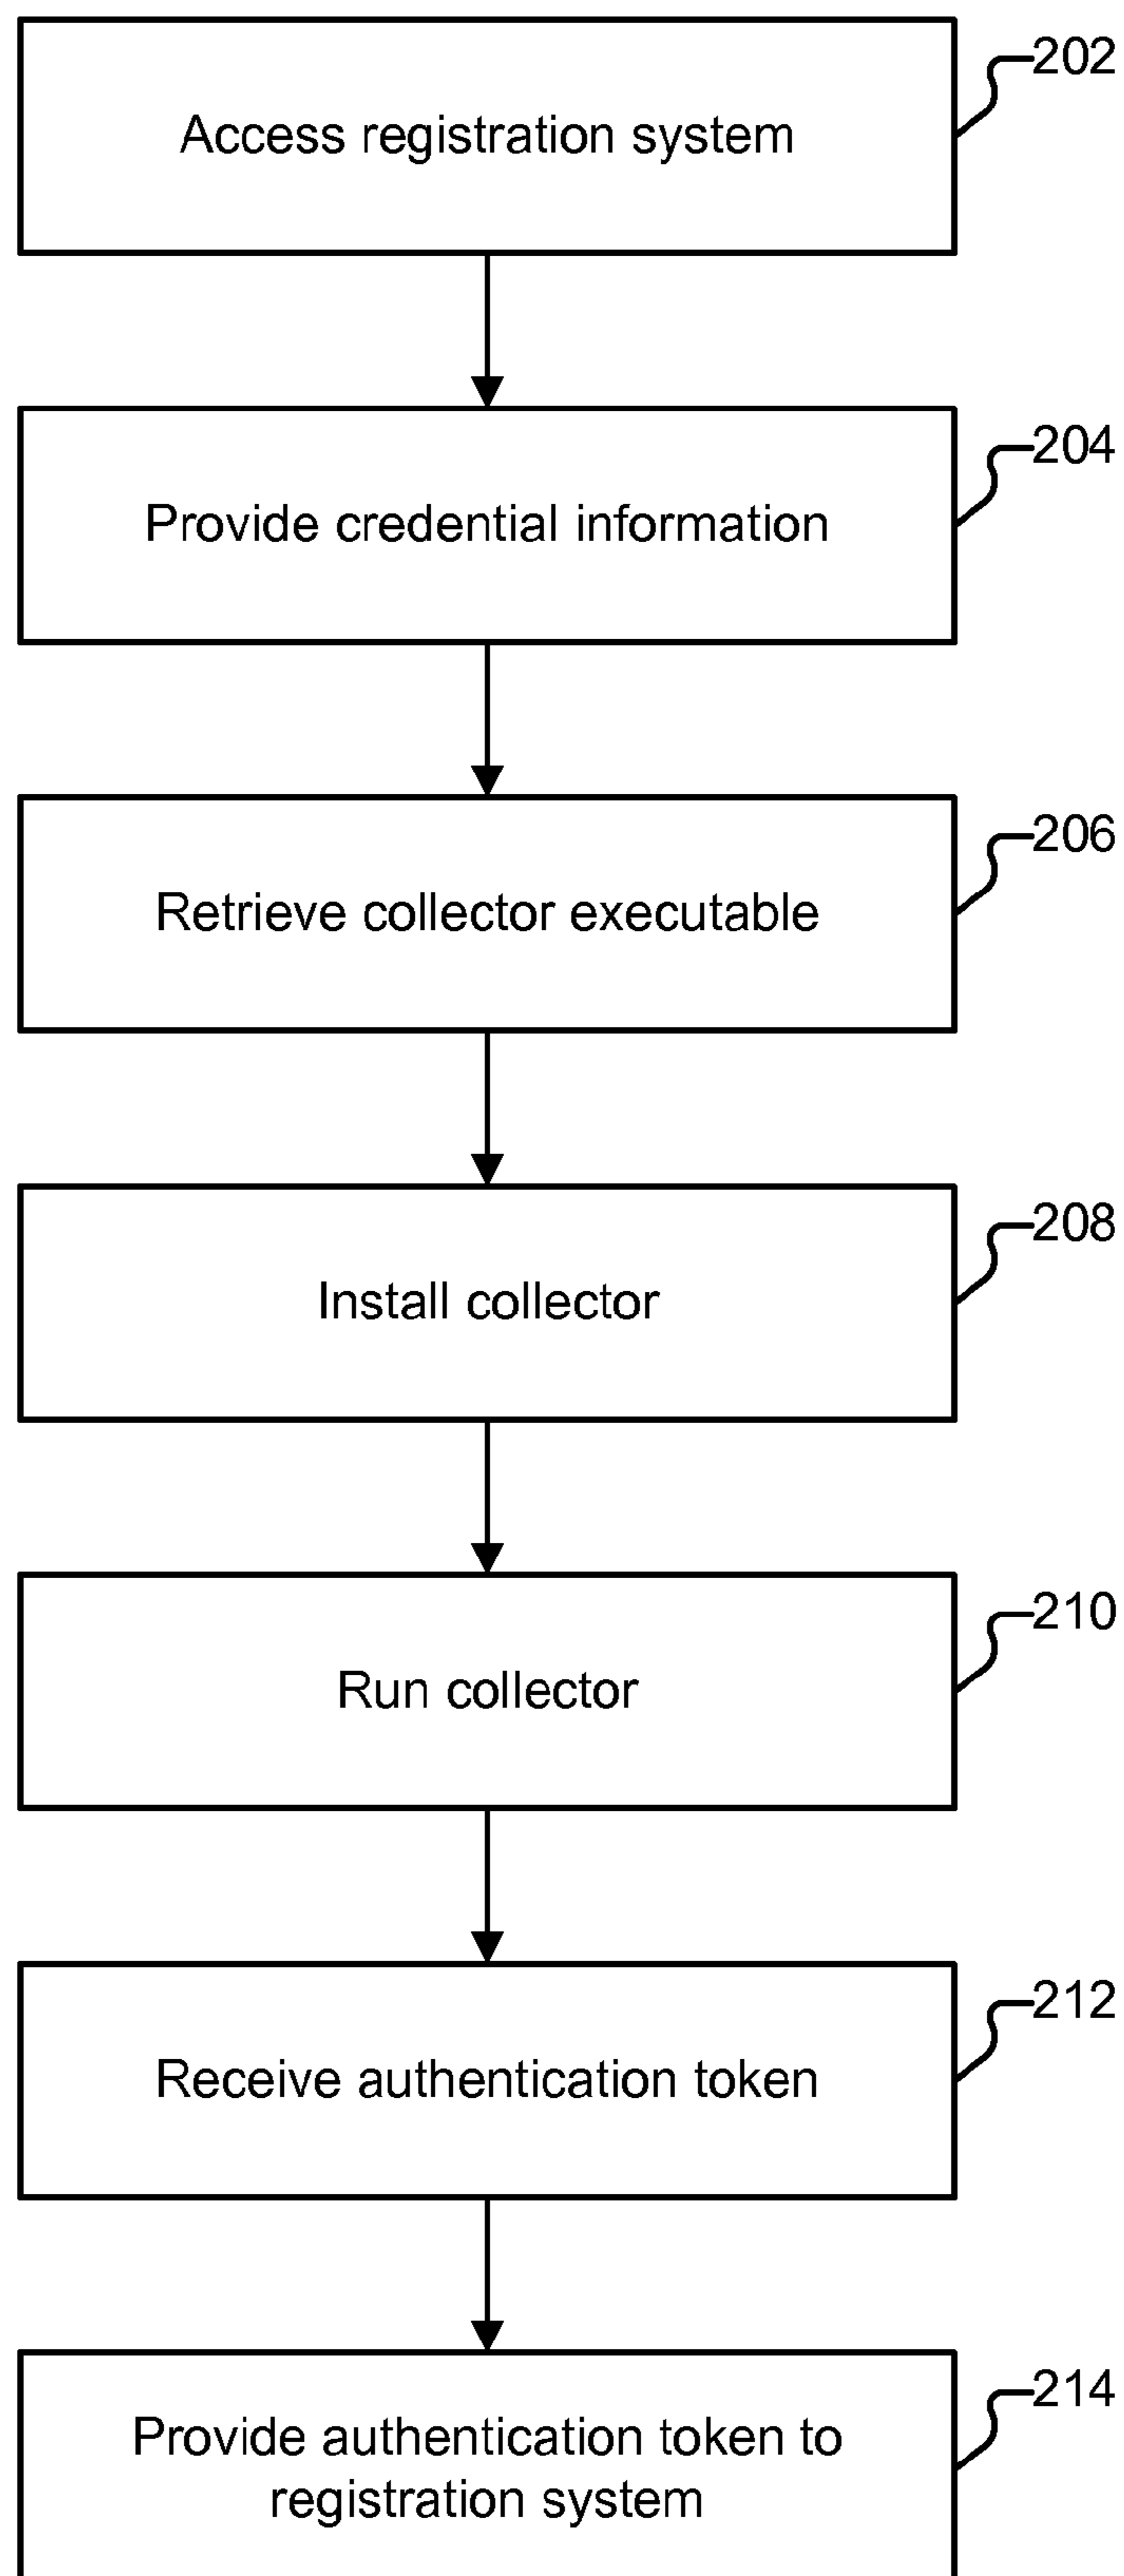 Access registration system
202
Provide credential information
204
Retrieve collector executable
206
Install collector
208
Run collector
210
Receive authentication token
212
Provide authentication token to
registration system
214